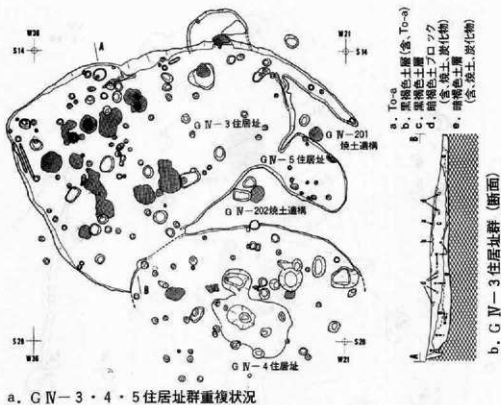 W36
S14
A
W21
S14
GⅣ-3住居址
GⅣ-201
焼土遺構
GⅣ-5住居址
GⅣ-202焼土遺構
B
S28
W36
S28
W21
GⅣ-4住居址
a. GⅣ-3・4・5住居址群重複状況
a. To-a
b. 黒褐色土層(含、To-a)
c. 黒褐色土層
d. 暗褐色土ブロック
(含、焼土、炭化物)
e. 暗褐色土層
(含、焼土、炭化物)
B
A
b. GⅣ-3住居址群(断面)